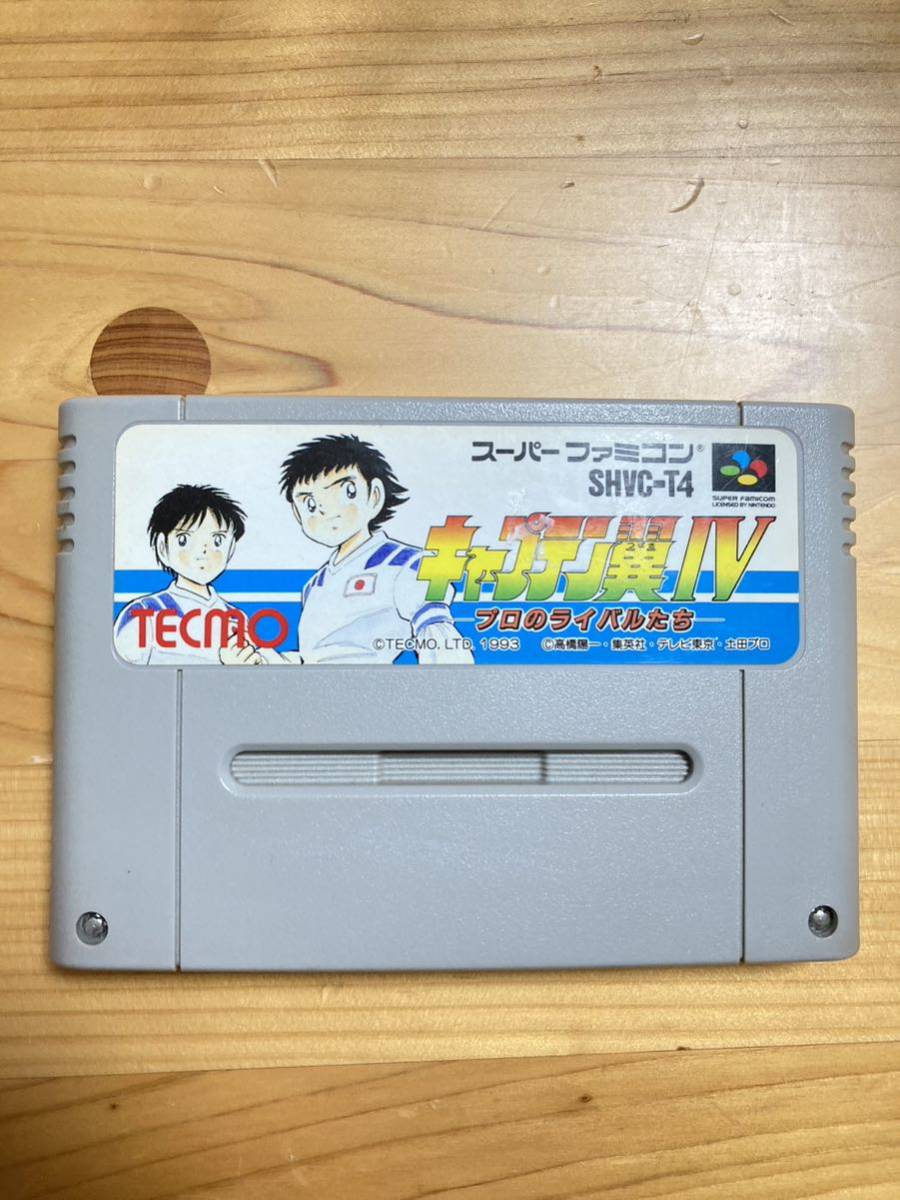 スーパーファミコン®
SHVC-T4
SUPER FAMICOM
LICENSED BY NINTENDO
キャプテン翼IV
プロのライバルたち
TECMO
©TECMO, LTD. 1993 ©高橋陽一・集英社・テレビ東京・土田プロ